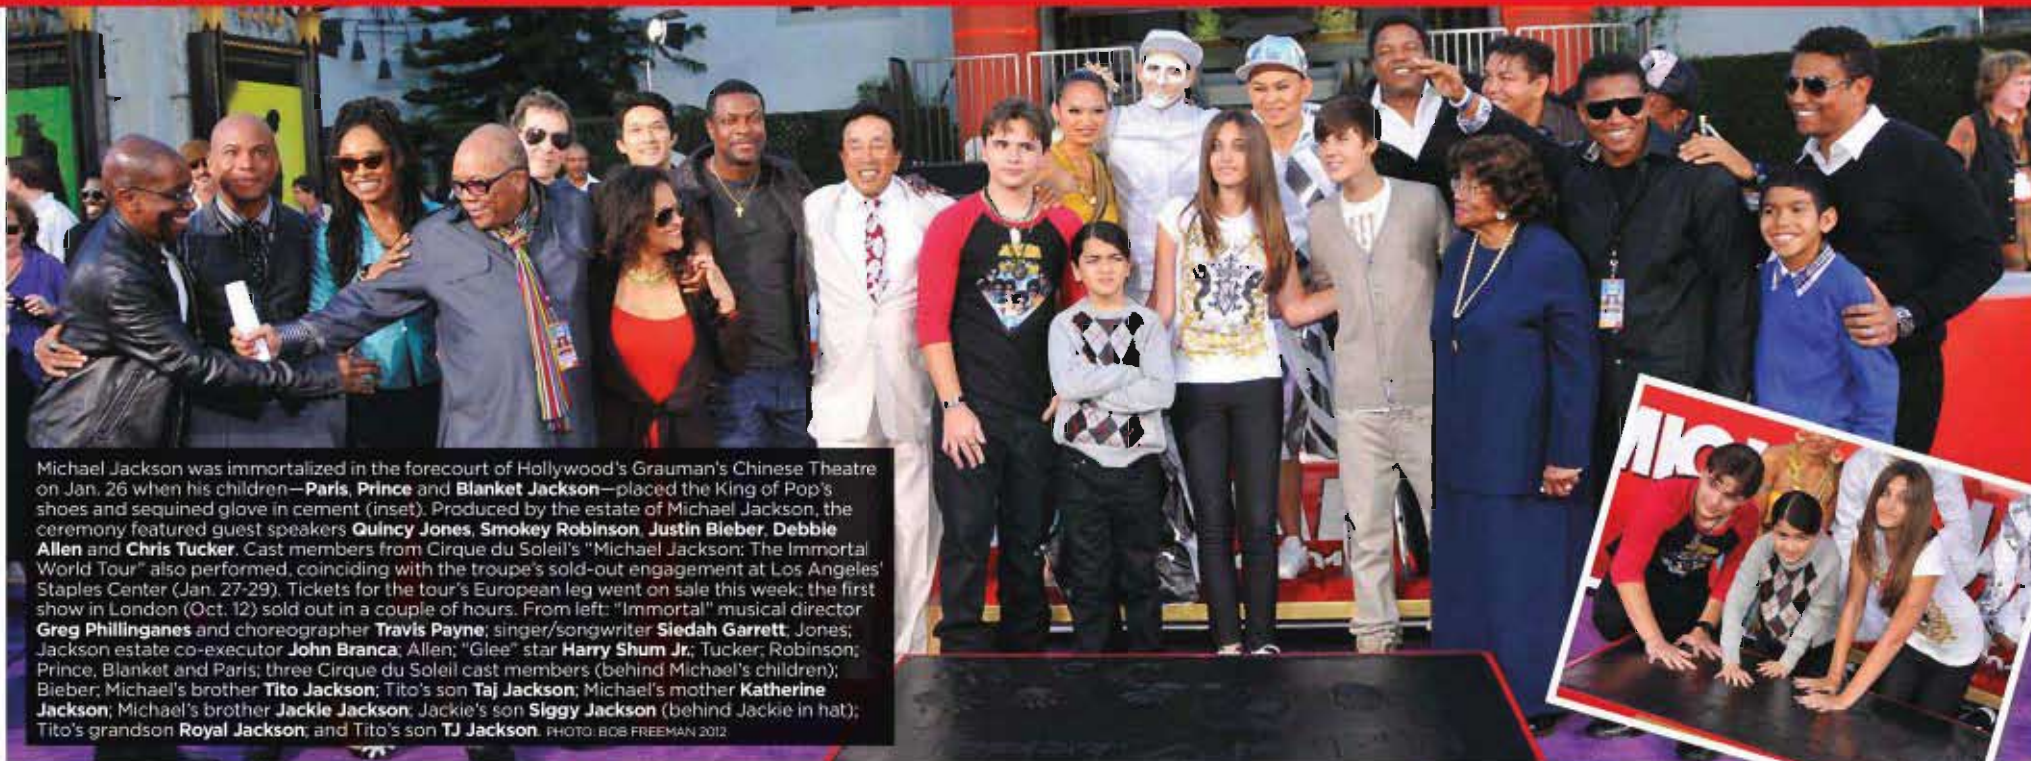 Michael Jackson was immortalized in the forecourt of Hollywood's Grauman's Chinese Theatre
on Jan. 26 when his children—Paris, Prince and Blanket Jackson—placed the King of Pop's
shoes and sequined glove in cement (inset). Produced by the estate of Michael Jackson, the
ceremony featured guest speakers Quincy Jones, Smokey Robinson, Justin Bieber, Debbie
Allen and Chris Tucker. Cast members from Cirque du Soleil's "Michael Jackson: The Immortal
World Tour" also performed, coinciding with the troupe's sold-out engagement at Los Angeles'
Staples Center (Jan. 27-29). Tickets for the tour's European leg went on sale this week; the first
show in London (Oct. 12) sold out in a couple of hours. From left: "Immortal" musical director
Greg Phillinganes and choreographer Travis Payne; singer/songwriter Siedah Garrett; Jones;
Jackson estate co-executor John Branca; Allen; "Glee" star Harry Shum Jr.; Tucker; Robinson;
Prince, Blanket and Paris; three Cirque du Soleil cast members (behind Michael's children);
Bieber; Michael's brother Tito Jackson; Tito's son Taj Jackson; Michael's mother Katherine
Jackson; Michael's brother Jackie Jackson; Jackie's son Siggy Jackson (behind Jackie in hat);
Tito's grandson Royal Jackson; and Tito's son TJ Jackson. PHOTO: BOB FREEMAN 2012